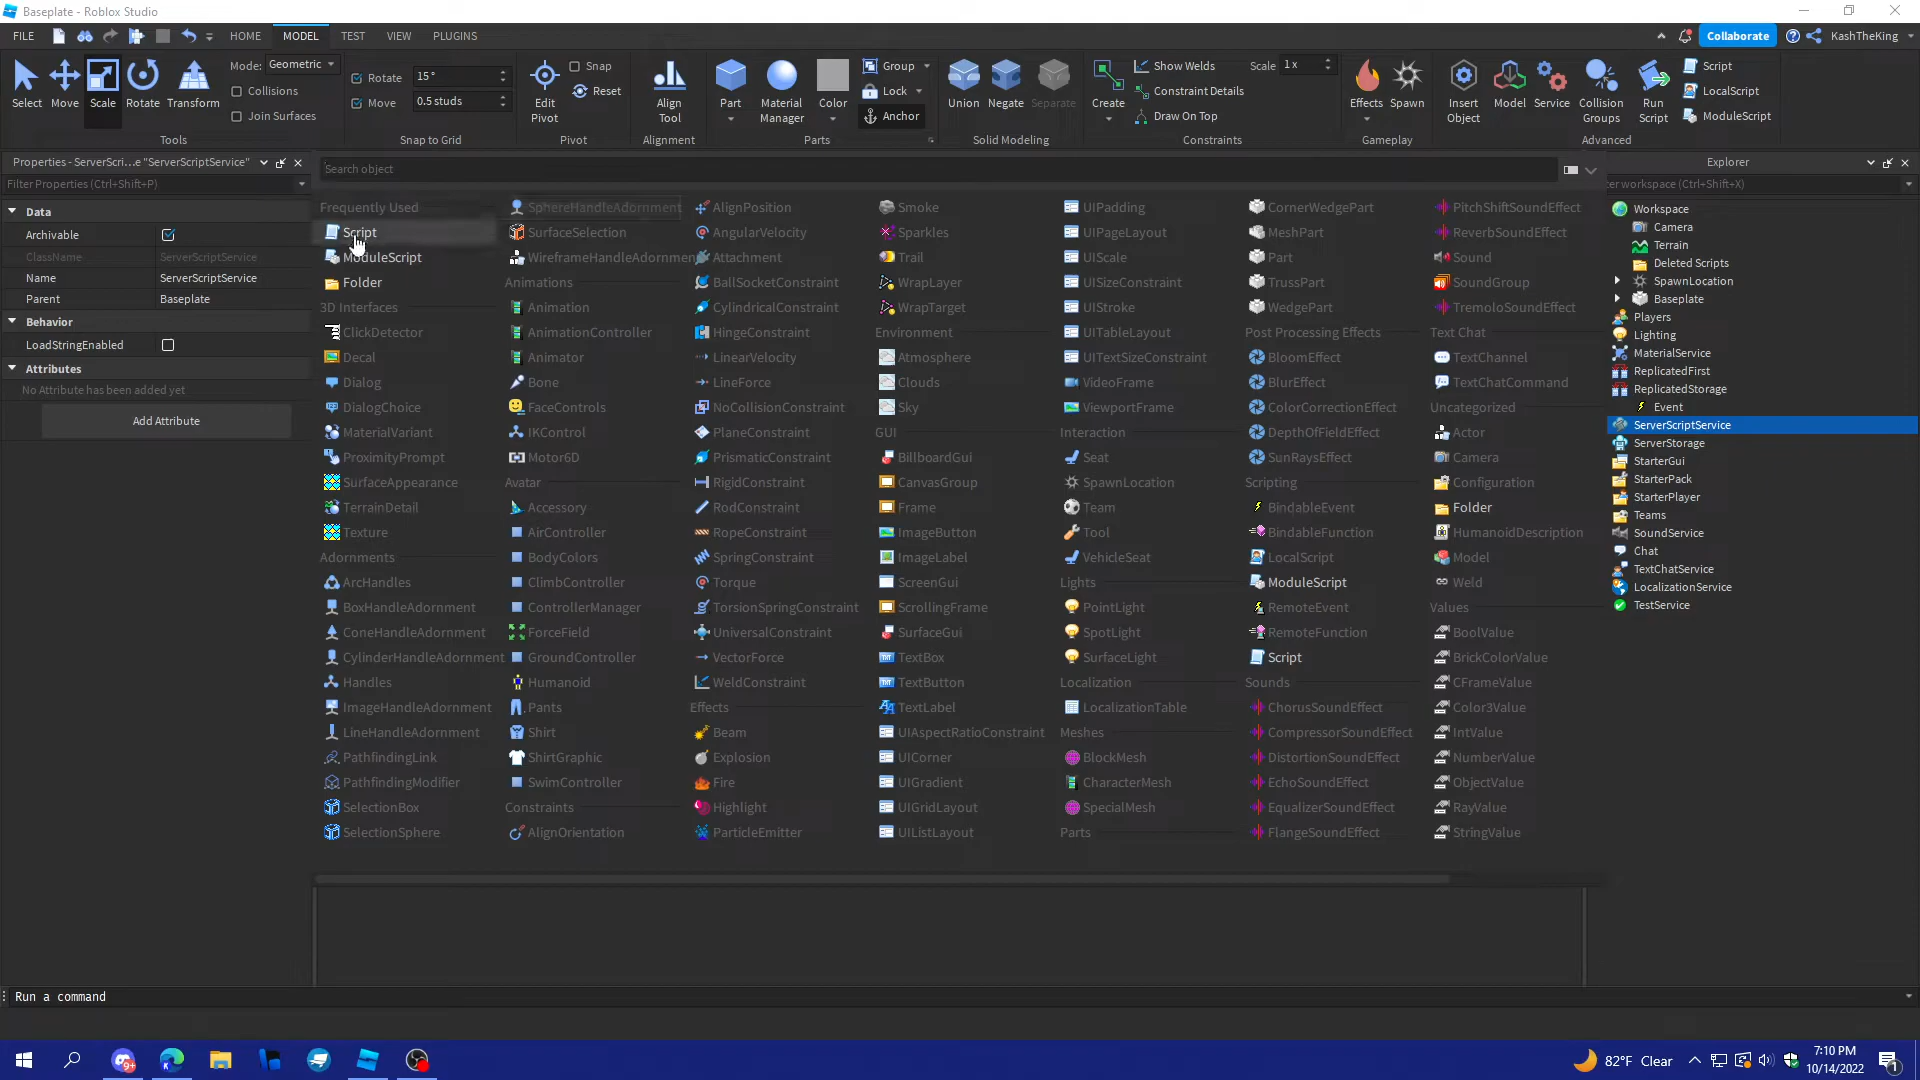 Baseplate - Roblox Studio
FILE HOME MODEL TEST VIEW PLUGINS Collaborate KashTheKing
Mode: Geometric
Collisions
Join Surfaces
Select Move Scale Rotate Transform
Tools
Rotate 15°
Move 0.5 studs
Snap to Grid
Edit Pivot
Snap
Reset
Pivot
Align Tool
Alignment
Part
Material Manager
Color
Group
Lock
Anchor
Parts
Union Negate Separate
Solid Modeling
Create
Show Welds
Scale 1 x
Constraint Details
Draw On Top
Constraints
Effects Spawn
Gameplay
Insert Object
Model
Service
Collision Groups
Run Script
Script
LocalScript
ModuleScript
Advanced
Properties - ServerScri...e "ServerScriptService"
Filter Properties (Ctrl+Shift+P)
Data
Archivable
ClassName ServerScriptService
Name ServerScriptService
Parent Baseplate
Behavior
LoadStringEnabled
Attributes
No Attribute has been added yet
Add Attribute
Search object
Frequently Used
Script
ModuleScript
Folder
3D Interfaces
ClickDetector
Decal
Dialog
DialogChoice
MaterialVariant
ProximityPrompt
SurfaceAppearance
TerrainDetail
Texture
Adornments
ArcHandles
BoxHandleAdornment
ConeHandleAdornment
CylinderHandleAdornment
Handles
ImageHandleAdornment
LineHandleAdornment
PathfindingLink
PathfindingModifier
SelectionBox
SelectionSphere
SphereHandleAdornment
SurfaceSelection
WireframeHandleAdornmen
Animations
Animation
AnimationController
Animator
Bone
FaceControls
IKControl
Motor6D
Avatar
Accessory
AirController
BodyColors
ClimbController
ControllerManager
ForceField
GroundController
Humanoid
Pants
Shirt
ShirtGraphic
SwimController
Constraints
AlignOrientation
AlignPosition
AngularVelocity
Attachment
BallSocketConstraint
CylindricalConstraint
HingeConstraint
LinearVelocity
LineForce
NoCollisionConstraint
PlaneConstraint
PrismaticConstraint
RigidConstraint
RodConstraint
RopeConstraint
SpringConstraint
Torque
TorsionSpringConstraint
UniversalConstraint
VectorForce
WeldConstraint
Effects
Beam
Explosion
Fire
Highlight
ParticleEmitter
Smoke
Sparkles
Trail
WrapLayer
WrapTarget
Environment
Atmosphere
Clouds
Sky
GUI
BillboardGui
CanvasGroup
Frame
ImageButton
ImageLabel
ScreenGui
ScrollingFrame
SurfaceGui
TextBox
TextButton
TextLabel
UIAspectRatioConstraint
UICorner
UIGradient
UIGridLayout
UIListLayout
UIPadding
UIPageLayout
UIScale
UISizeConstraint
UIStroke
UITableLayout
UITextSizeConstraint
VideoFrame
ViewportFrame
Interaction
Seat
SpawnLocation
Team
Tool
VehicleSeat
Lights
PointLight
SpotLight
SurfaceLight
Localization
LocalizationTable
Meshes
BlockMesh
CharacterMesh
SpecialMesh
Parts
CornerWedgePart
MeshPart
Part
TrussPart
WedgePart
Post Processing Effects
BloomEffect
BlurEffect
ColorCorrectionEffect
DepthOfFieldEffect
SunRaysEffect
Scripting
BindableEvent
BindableFunction
LocalScript
ModuleScript
RemoteEvent
RemoteFunction
Script
Sounds
ChorusSoundEffect
CompressorSoundEffect
DistortionSoundEffect
EchoSoundEffect
EqualizerSoundEffect
FlangeSoundEffect
PitchShiftSoundEffect
ReverbSoundEffect
Sound
SoundGroup
TremoloSoundEffect
Text Chat
TextChannel
TextChatCommand
Uncategorized
Actor
Camera
Configuration
Folder
HumanoidDescription
Model
Weld
Values
BoolValue
BrickColorValue
CFrameValue
Color3Value
IntValue
NumberValue
ObjectValue
RayValue
StringValue
Explorer
er workspace (Ctrl+Shift+X)
Workspace
Camera
Terrain
Deleted Scripts
SpawnLocation
Baseplate
Players
Lighting
MaterialService
ReplicatedFirst
ReplicatedStorage
Event
ServerScriptService
ServerStorage
StarterGui
StarterPack
StarterPlayer
Teams
SoundService
Chat
TextChatService
LocalizationService
TestService
Run a command
9+
82°F Clear
7:10 PM
10/14/2022
1